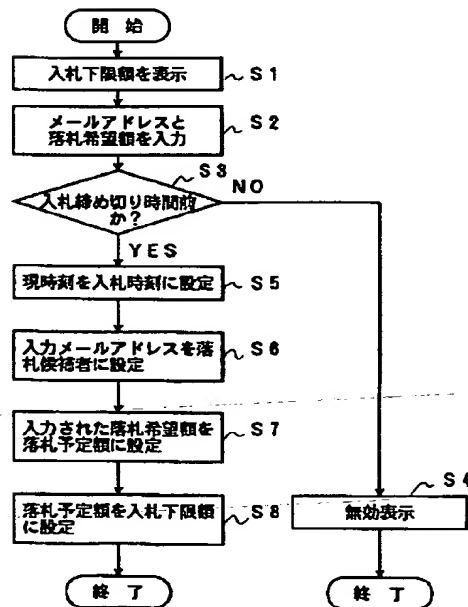 開 始
入札下限額を表示
S1
メールアドレスと
落札希望額を入力
S2
S3
入札締め切り時間前
か?
NO
YES
現時刻を入札時刻に設定
S5
入力メールアドレスを落
札候補者に設定
S6
入力された落札希望額を
落札予定額に設定
S7
落札予定額を入札下限額
に設定
S8
S4
無効表示
終 了
終 了